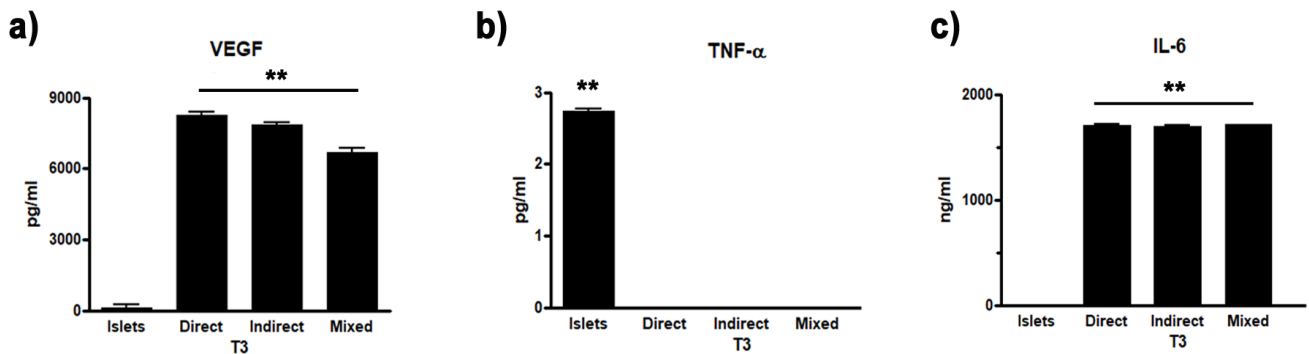 a)
VEGF
**
9000
6000
3000
0
pg/ml
Islets Direct Indirect Mixed
T3
b)
TNF-α
**
3
2
1
0
pg/ml
Islets Direct Indirect Mixed
T3
c)
IL-6
**
2000
1000
0
ng/ml
Islets Direct Indirect Mixed
T3